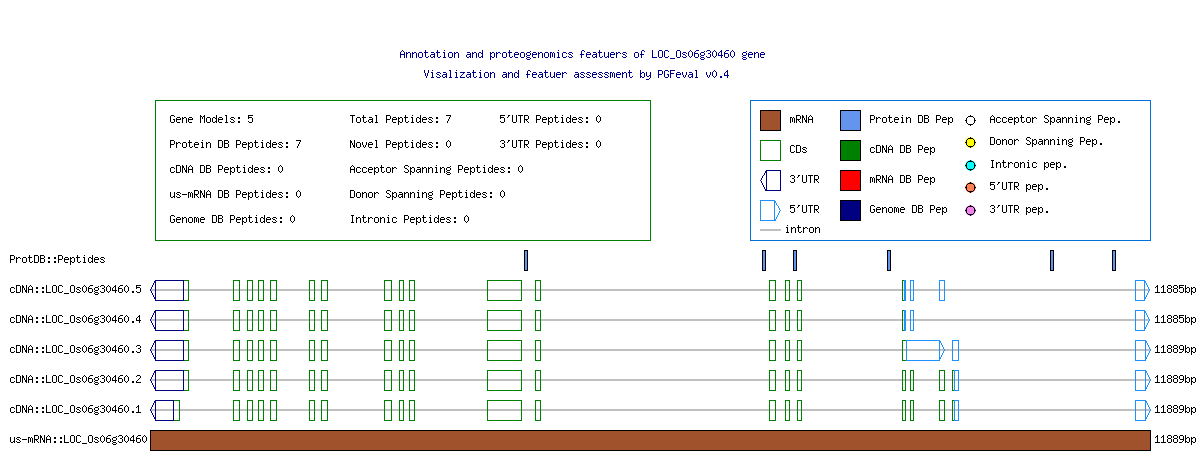 Annotation and proteogenomics featuers of LOC_Os06g30460 gene
Visalization and featuer assessment by PGFeval v0.4
Gene Models: 5 Total Peptides: 7 5'UTR Peptides: 0
Protein DB Peptides: 7 Novel Peptides: 0 3'UTR Peptides: 0
cDNA DB Peptides: 0 Acceptor Spanning Peptides: 0
us-mRNA DB Peptides: 0 Donor Spanning Peptides: 0
Genome DB Peptides: 0 Intronic Peptides: 0
mRNA Protein DB Pep Acceptor Spanning Pep.
CDs cDNA DB Pep Donor Spanning Pep.
3'UTR mRNA DB Pep Intronic pep.
5'UTR Genome DB Pep 5'UTR pep.
intron 3'UTR pep.
ProtDB::Peptides
cDNA::LOC_Os06g30460.5 11885bp
cDNA::LOC_Os06g30460.4 11885bp
cDNA::LOC_Os06g30460.3 11889bp
cDNA::LOC_Os06g30460.2 11889bp
cDNA::LOC_Os06g30460.1 11889bp
us-mRNA::LOC_Os06g30460 11889bp